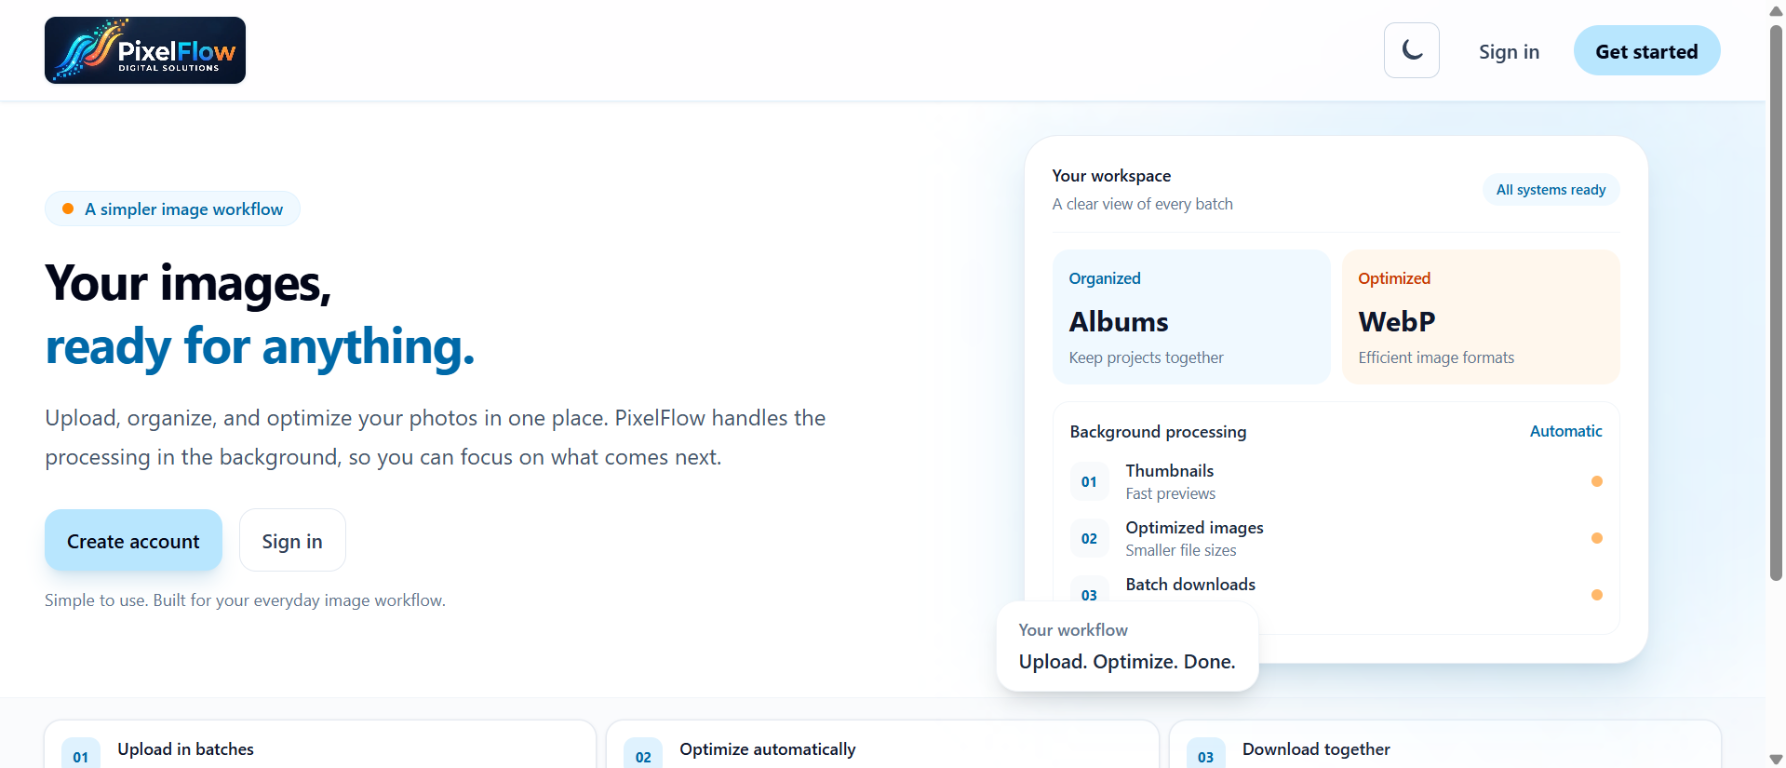 PixelFlow
DIGITAL SOLUTIONS
Sign in
Get started
A simpler image workflow
Your images,
ready for anything.
Upload, organize, and optimize your photos in one place. PixelFlow handles the
processing in the background, so you can focus on what comes next.
Create account
Sign in
Simple to use. Built for your everyday image workflow.
Your workspace
A clear view of every batch
All systems ready
Organized
Albums
Keep projects together
Optimized
WebP
Efficient image formats
Background processing
Automatic
01
Thumbnails
Fast previews
02
Optimized images
Smaller file sizes
03
Batch downloads
Your workflow
Upload. Optimize. Done.
01
Upload in batches
02
Optimize automatically
03
Download together